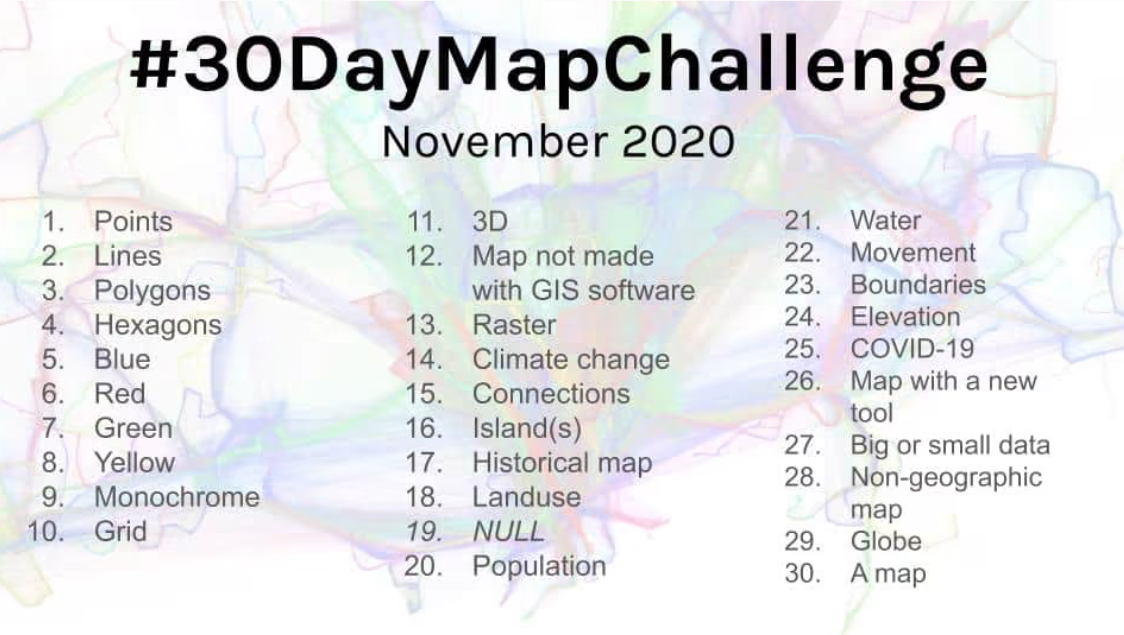 #30DayMapChallenge
November 2020
1. Points
2. Lines
3. Polygons
4. Hexagons
5. Blue
6. Red
7. Green
8. Yellow
9. Monochrome
10. Grid
11. 3D
12. Map not made
with GIS software
13. Raster
14. Climate change
15. Connections
16. Island(s)
17. Historical map
18. Landuse
19. NULL
20. Population
21. Water
22. Movement
23. Boundaries
24. Elevation
25. COVID-19
26. Map with a new
tool
27. Big or small data
28. Non-geographic
map
29. Globe
30. A map